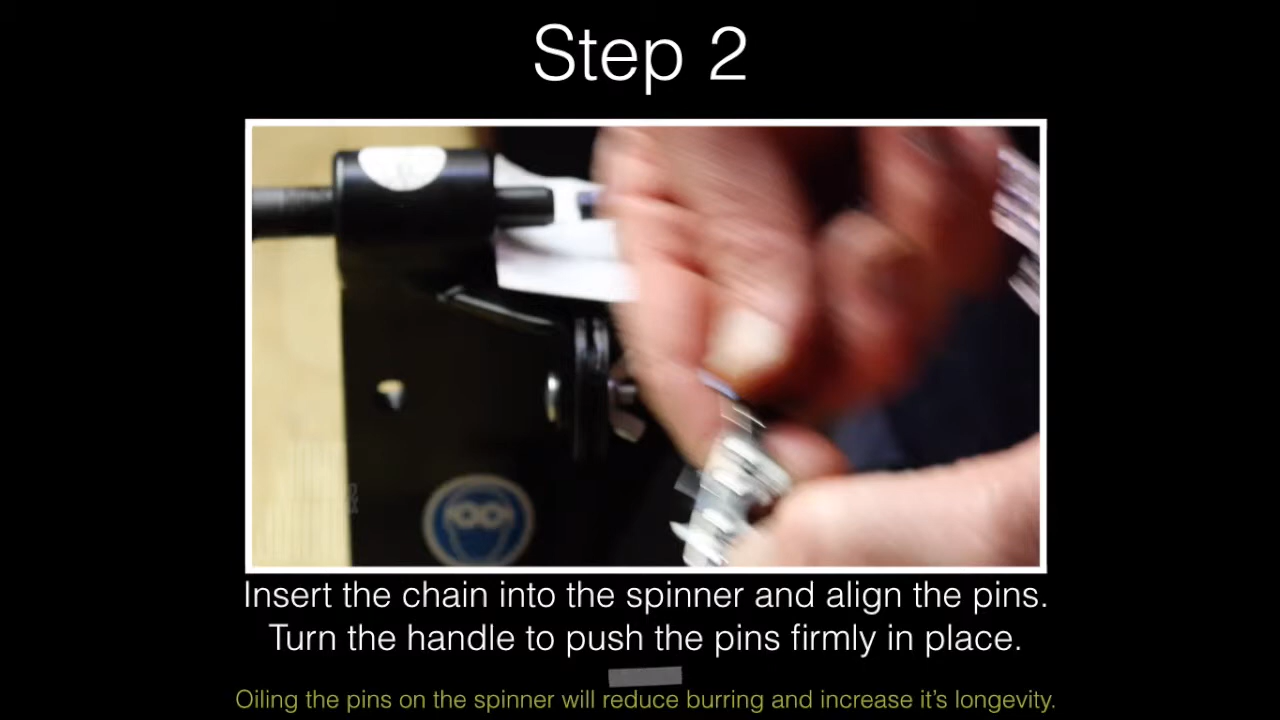 Step 2
Insert the chain into the spinner and align the pins.
Turn the handle to push the pins firmly in place.
Oiling the pins on the spinner will reduce burring and increase it's longevity.